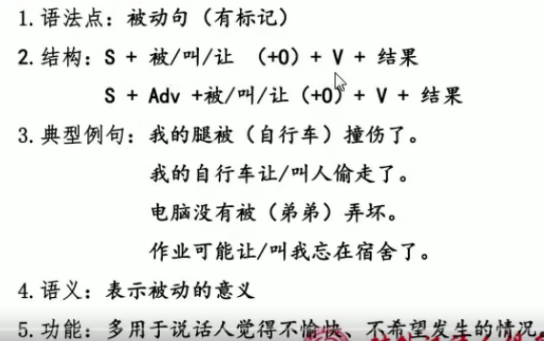 1.语法点：被动句（有标记）
2.结构：S + 被/叫/让 （+O）+ V + 结果
S + Adv +被/叫/让（+O）+ V + 结果
3.典型例句：我的腿被（自行车）撞伤了。
我的自行车让/叫人偷走了。
电脑没有被（弟弟）弄坏。
作业可能让/叫我忘在宿舍了。
4.语义：表示被动的意义
5.功能：多用于说话人觉得不愉快、不希望发生的情况。